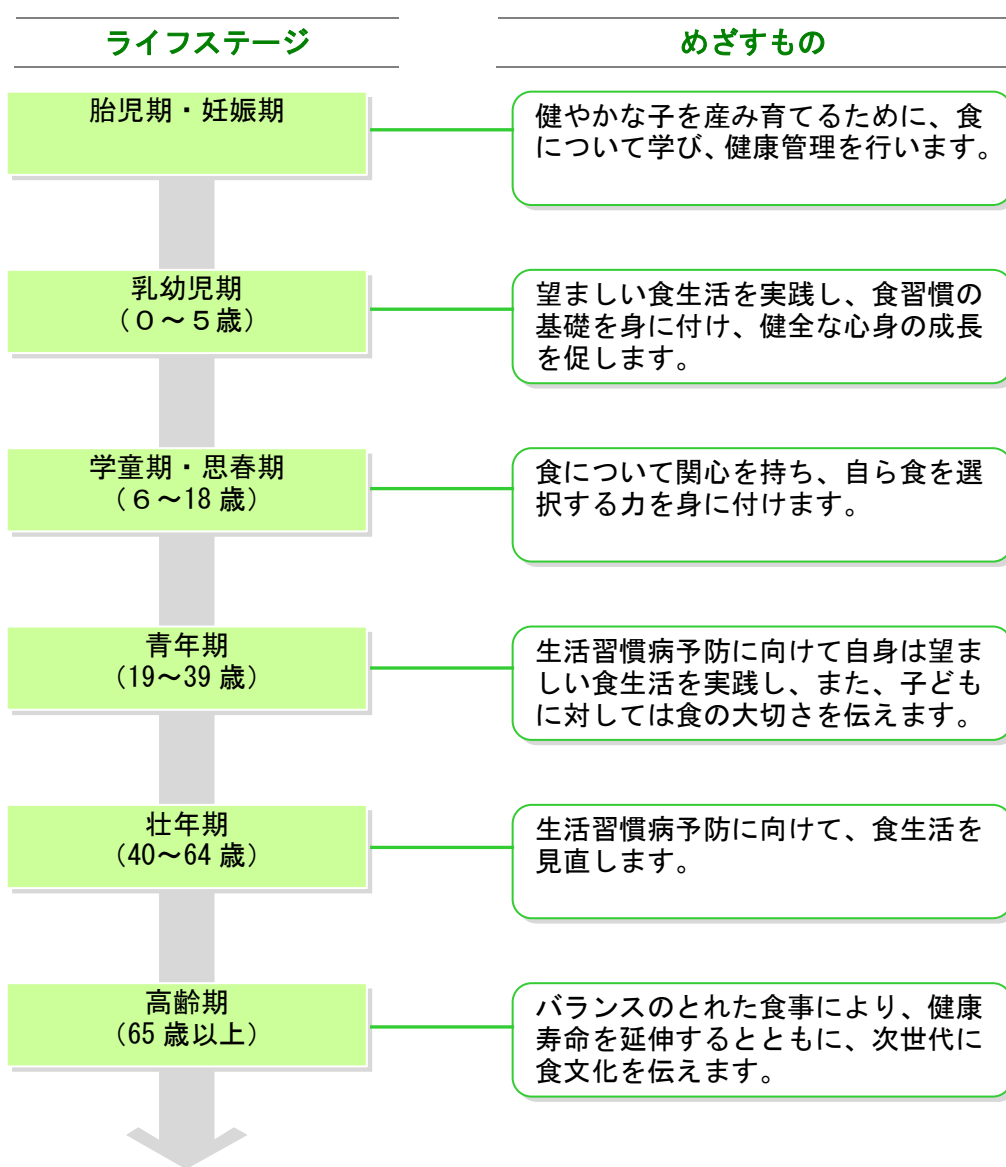 ライフステージ
めざすもの
胎児期・妊娠期
健やかな子を産み育てるために、食
について学び、健康管理を行います。
乳幼児期
（０～５歳）
望ましい食生活を実践し、食習慣の
基礎を身に付け、健全な心身の成長
を促します。
学童期・思春期
（６～18 歳）
食について関心を持ち、自ら食を選
択する力を身に付けます。
青年期
（19～39 歳）
生活習慣病予防に向けて自身は望ま
しい食生活を実践し、また、子ども
に対しては食の大切さを伝えます。
壮年期
（40～64 歳）
生活習慣病予防に向けて、食生活を
見直します。
高齢期
（65 歳以上）
バランスのとれた食事により、健康
寿命を延伸するとともに、次世代に
食文化を伝えます。